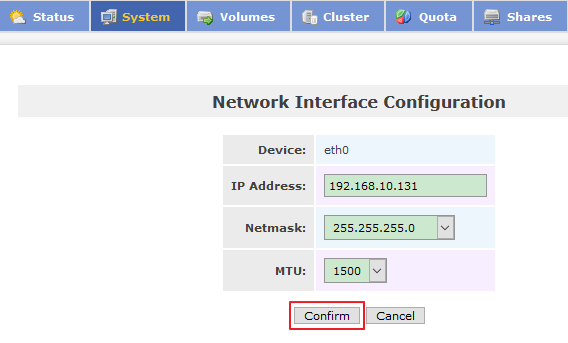 Status System Volumes Cluster Quota Shares
Network Interface Configuration
Device: eth0
IP Address: 192.168.10.131
Netmask: 255.255.255.0
MTU: 1500
Confirm Cancel